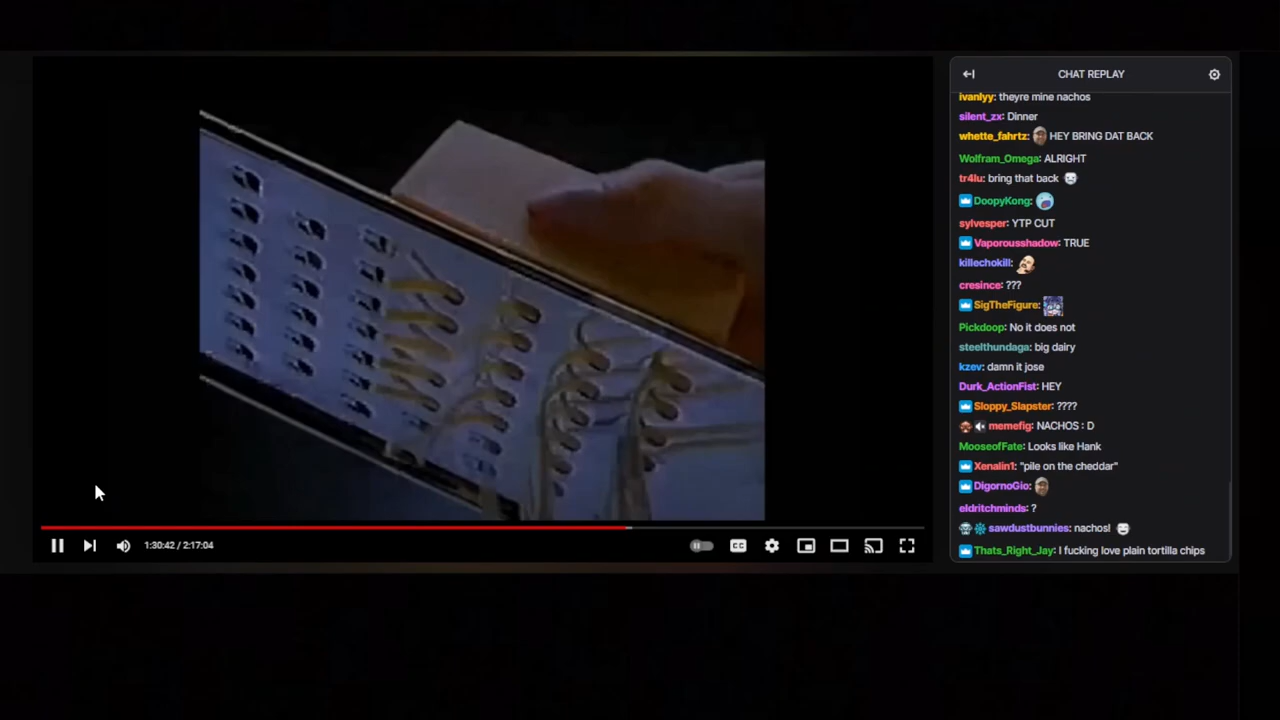 CHAT REPLAY
ivanlyy: theyre mine nachos
silent_zx: Dinner
whette_fahrtz: HEY BRING DAT BACK
Wolfram_Omega: ALRIGHT
tr4lu: bring that back
DoopyKong:
sylvesper: YTP CUT
Vaporousshadow: TRUE
killechokill:
cresince: ???
SigTheFigure:
Pickdoop: No it does not
steelthundaga: big dairy
kzev: damn it jose
Durk_ActionFist: HEY
Sloppy_Slapster: ????
memefig: NACHOS : D
MooseofFate: Looks like Hank
Xenalin1: "pile on the cheddar"
DigornoGio:
eldritchminds: ?
sawdustbunnies: nachos!
Thats_Right_Jay: I fucking love plain tortilla chips
1:30:42 / 2:17:04
CC